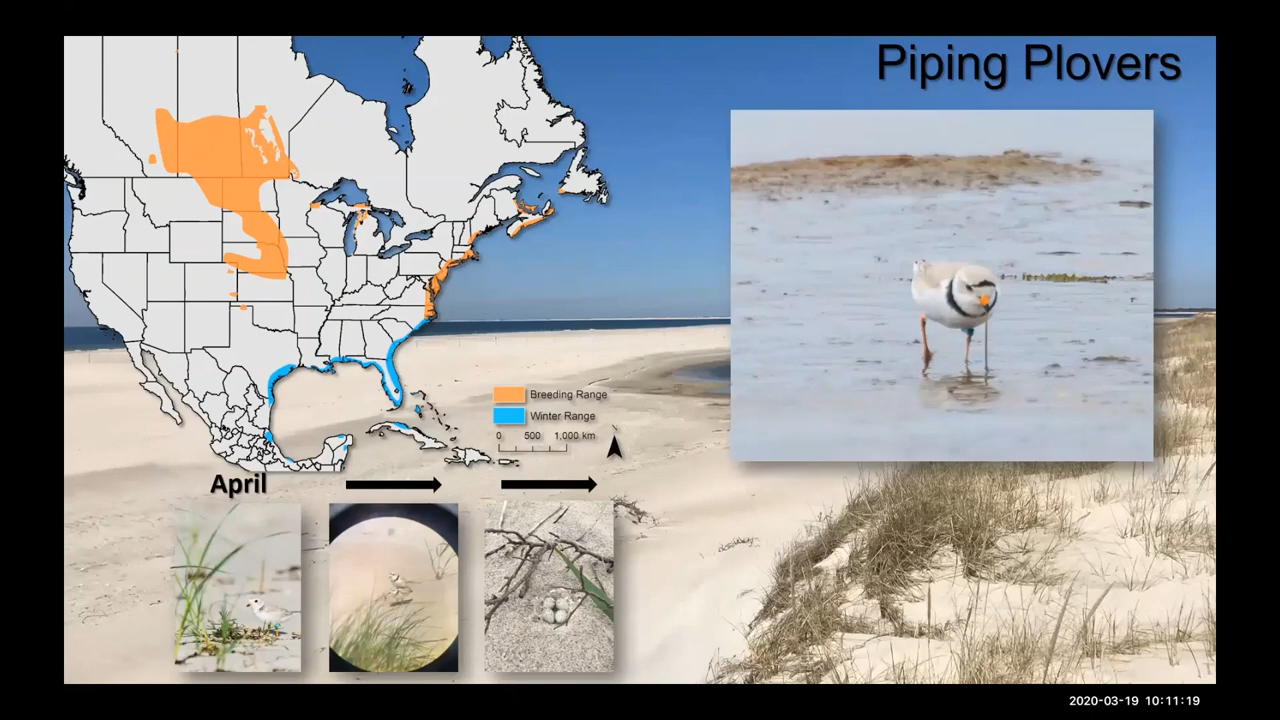 Piping Plovers
Breeding Range
Winter Range
0 500 1,000 km
April
2020-03-19 10:11:19